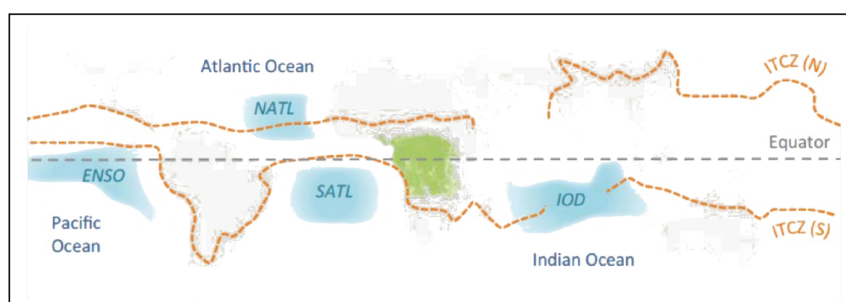 Atlantic Ocean
ITCZ (N)
NATL
Equator
ENSO
SATL
IOD
Pacific
Ocean
ITCZ (S)
Indian Ocean